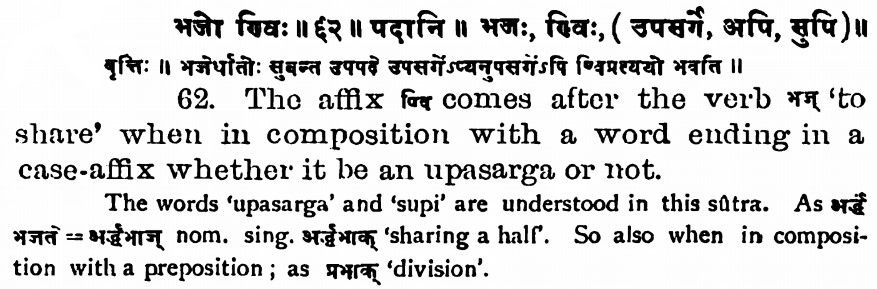 भजो ण्विः ॥ ६२ ॥ पदानि ॥ भजः, ण्विः, ( उपसर्गे, अपि, सुपि) ॥
वृत्तिः ॥ भजेर्धातोः सुबन्त उपपदे उपसर्गेऽप्यनुपसर्गेऽपि ण्विप्रत्ययो भवति ॥
62. The affix ण्वि comes after the verb भज् ‘to
share’ when in composition with a word ending in a
case-affix whether it be an upasarga or not.
The words ‘upasarga’ and ‘supi’ are understood in this sûtra. As अर्द्धं
भजते = अर्द्धभाज् nom. sing. अर्द्धभाक् ‘sharing a half’. So also when in composi-
tion with a preposition ; as प्रभाक् ‘division’.